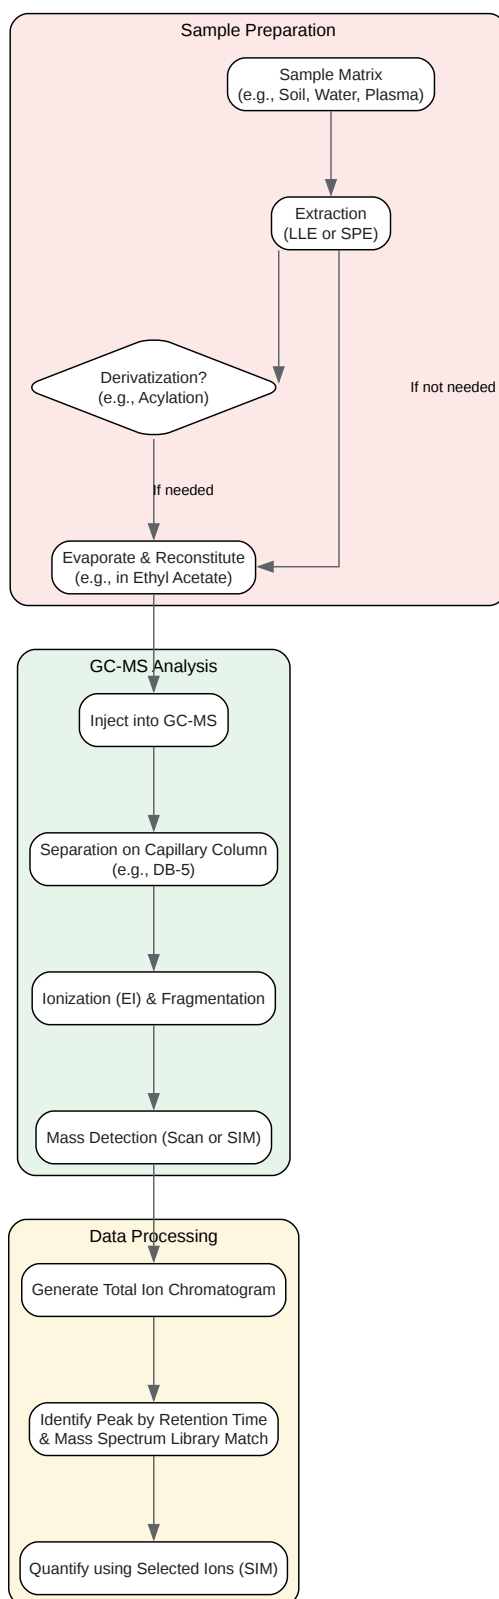 Sample Preparation
Sample Matrix
(e.g., Soil, Water, Plasma)
Extraction
(LLE or SPE)
Derivatization?
(e.g., Acylation)
If not needed
If needed
Evaporate & Reconstitute
(e.g., in Ethyl Acetate)
GC-MS Analysis
Inject into GC-MS
Separation on Capillary Column
(e.g., DB-5)
Ionization (EI) & Fragmentation
Mass Detection (Scan or SIM)
Data Processing
Generate Total Ion Chromatogram
Identify Peak by Retention Time
& Mass Spectrum Library Match
Quantify using Selected Ions (SIM)